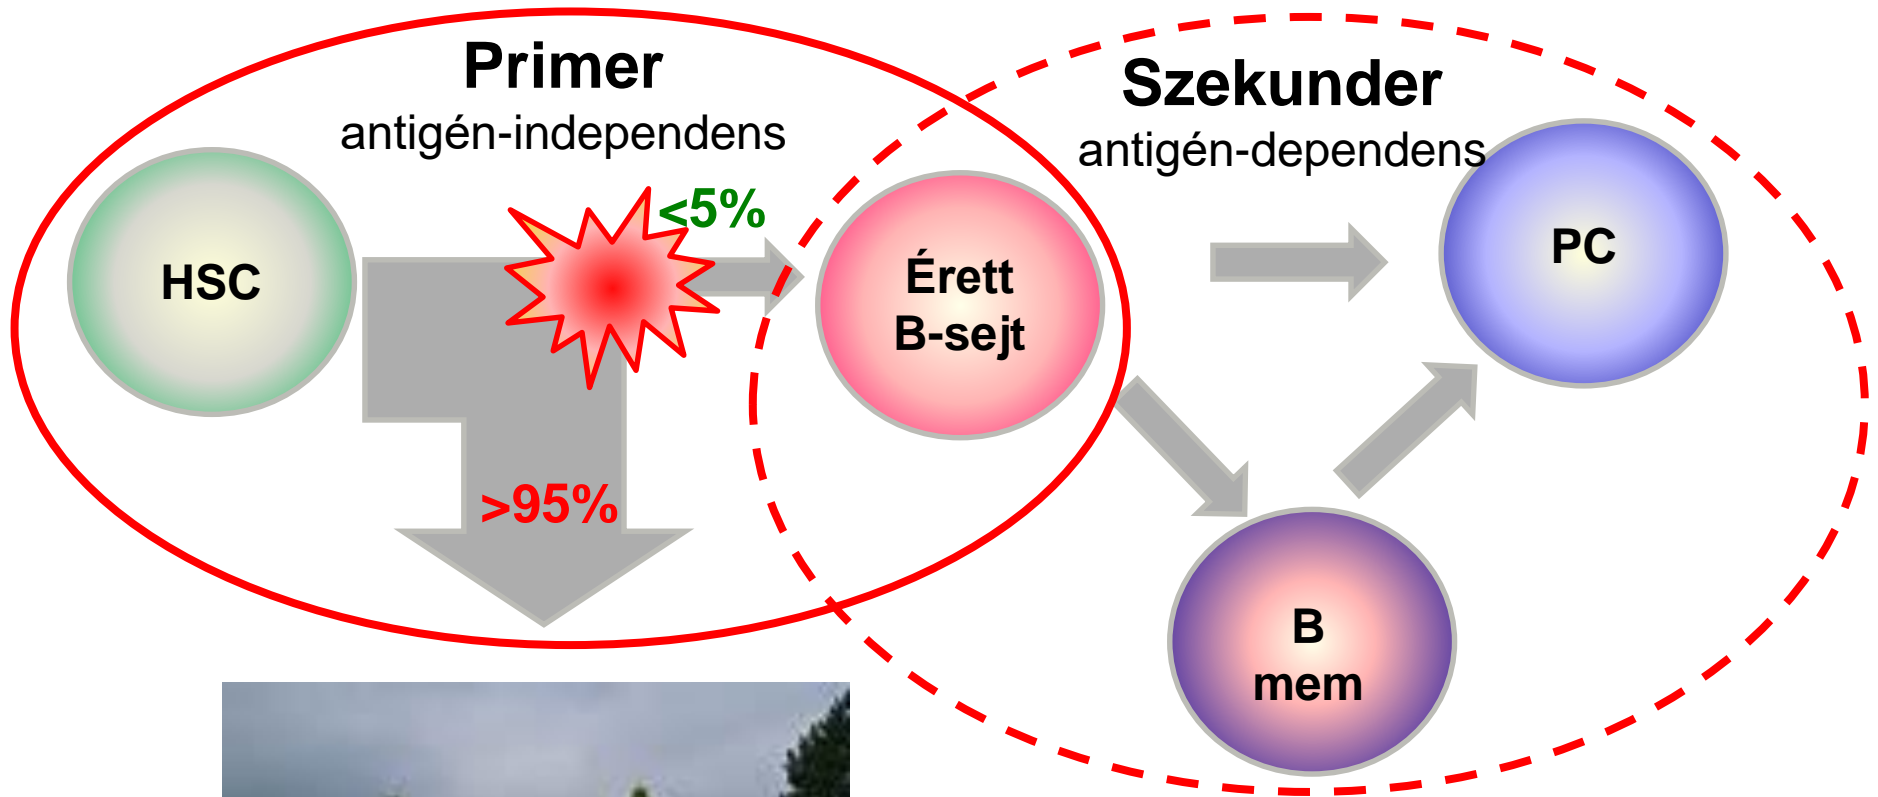 Primer
antigén-independens
Szekunder
antigén-dependens
HSC
<5%
>95%
Érett
B-sejt
PC
B
mem